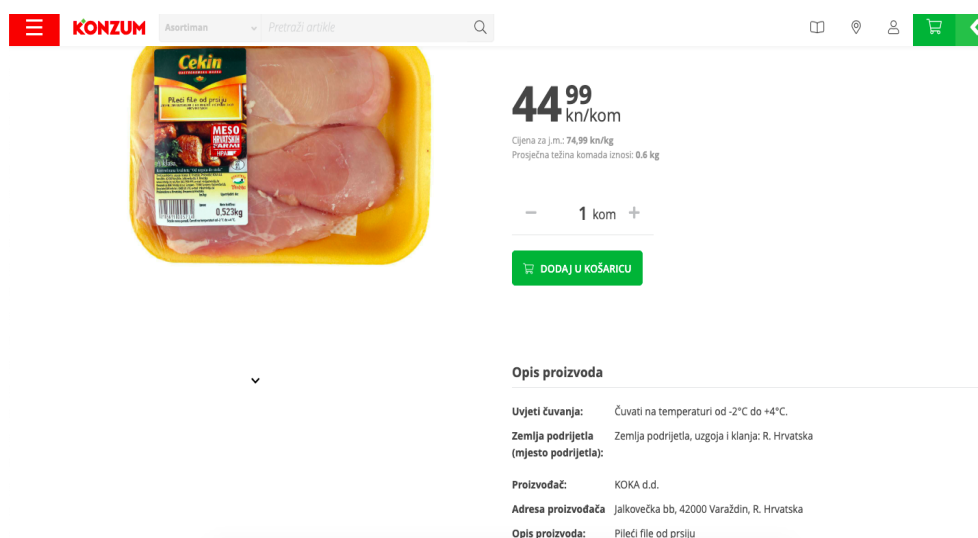 KONZUM
Asortiman
Pretraži artikle
Cekin
Pileći file od prsiju
MESO
HRVATSKIH
FARMI
0,523kg
44 99
kn/kom
Cijena za j.m.: 74,99 kn/kg
Prosječna težina komada iznosi: 0.6 kg
− 1 kom +
DODAJ U KOŠARICU
Opis proizvoda
Uvjeti čuvanja: Čuvati na temperaturi od -2°C do +4°C.
Zemlja podrijetla Zemlja podrijetla, uzgoja i klanja: R. Hrvatska
(mjesto podrijetla):
Proizvođač: KOKA d.d.
Adresa proizvođača Jalkovečka bb, 42000 Varaždin, R. Hrvatska
Opis proizvoda: Pileći file od prsiju